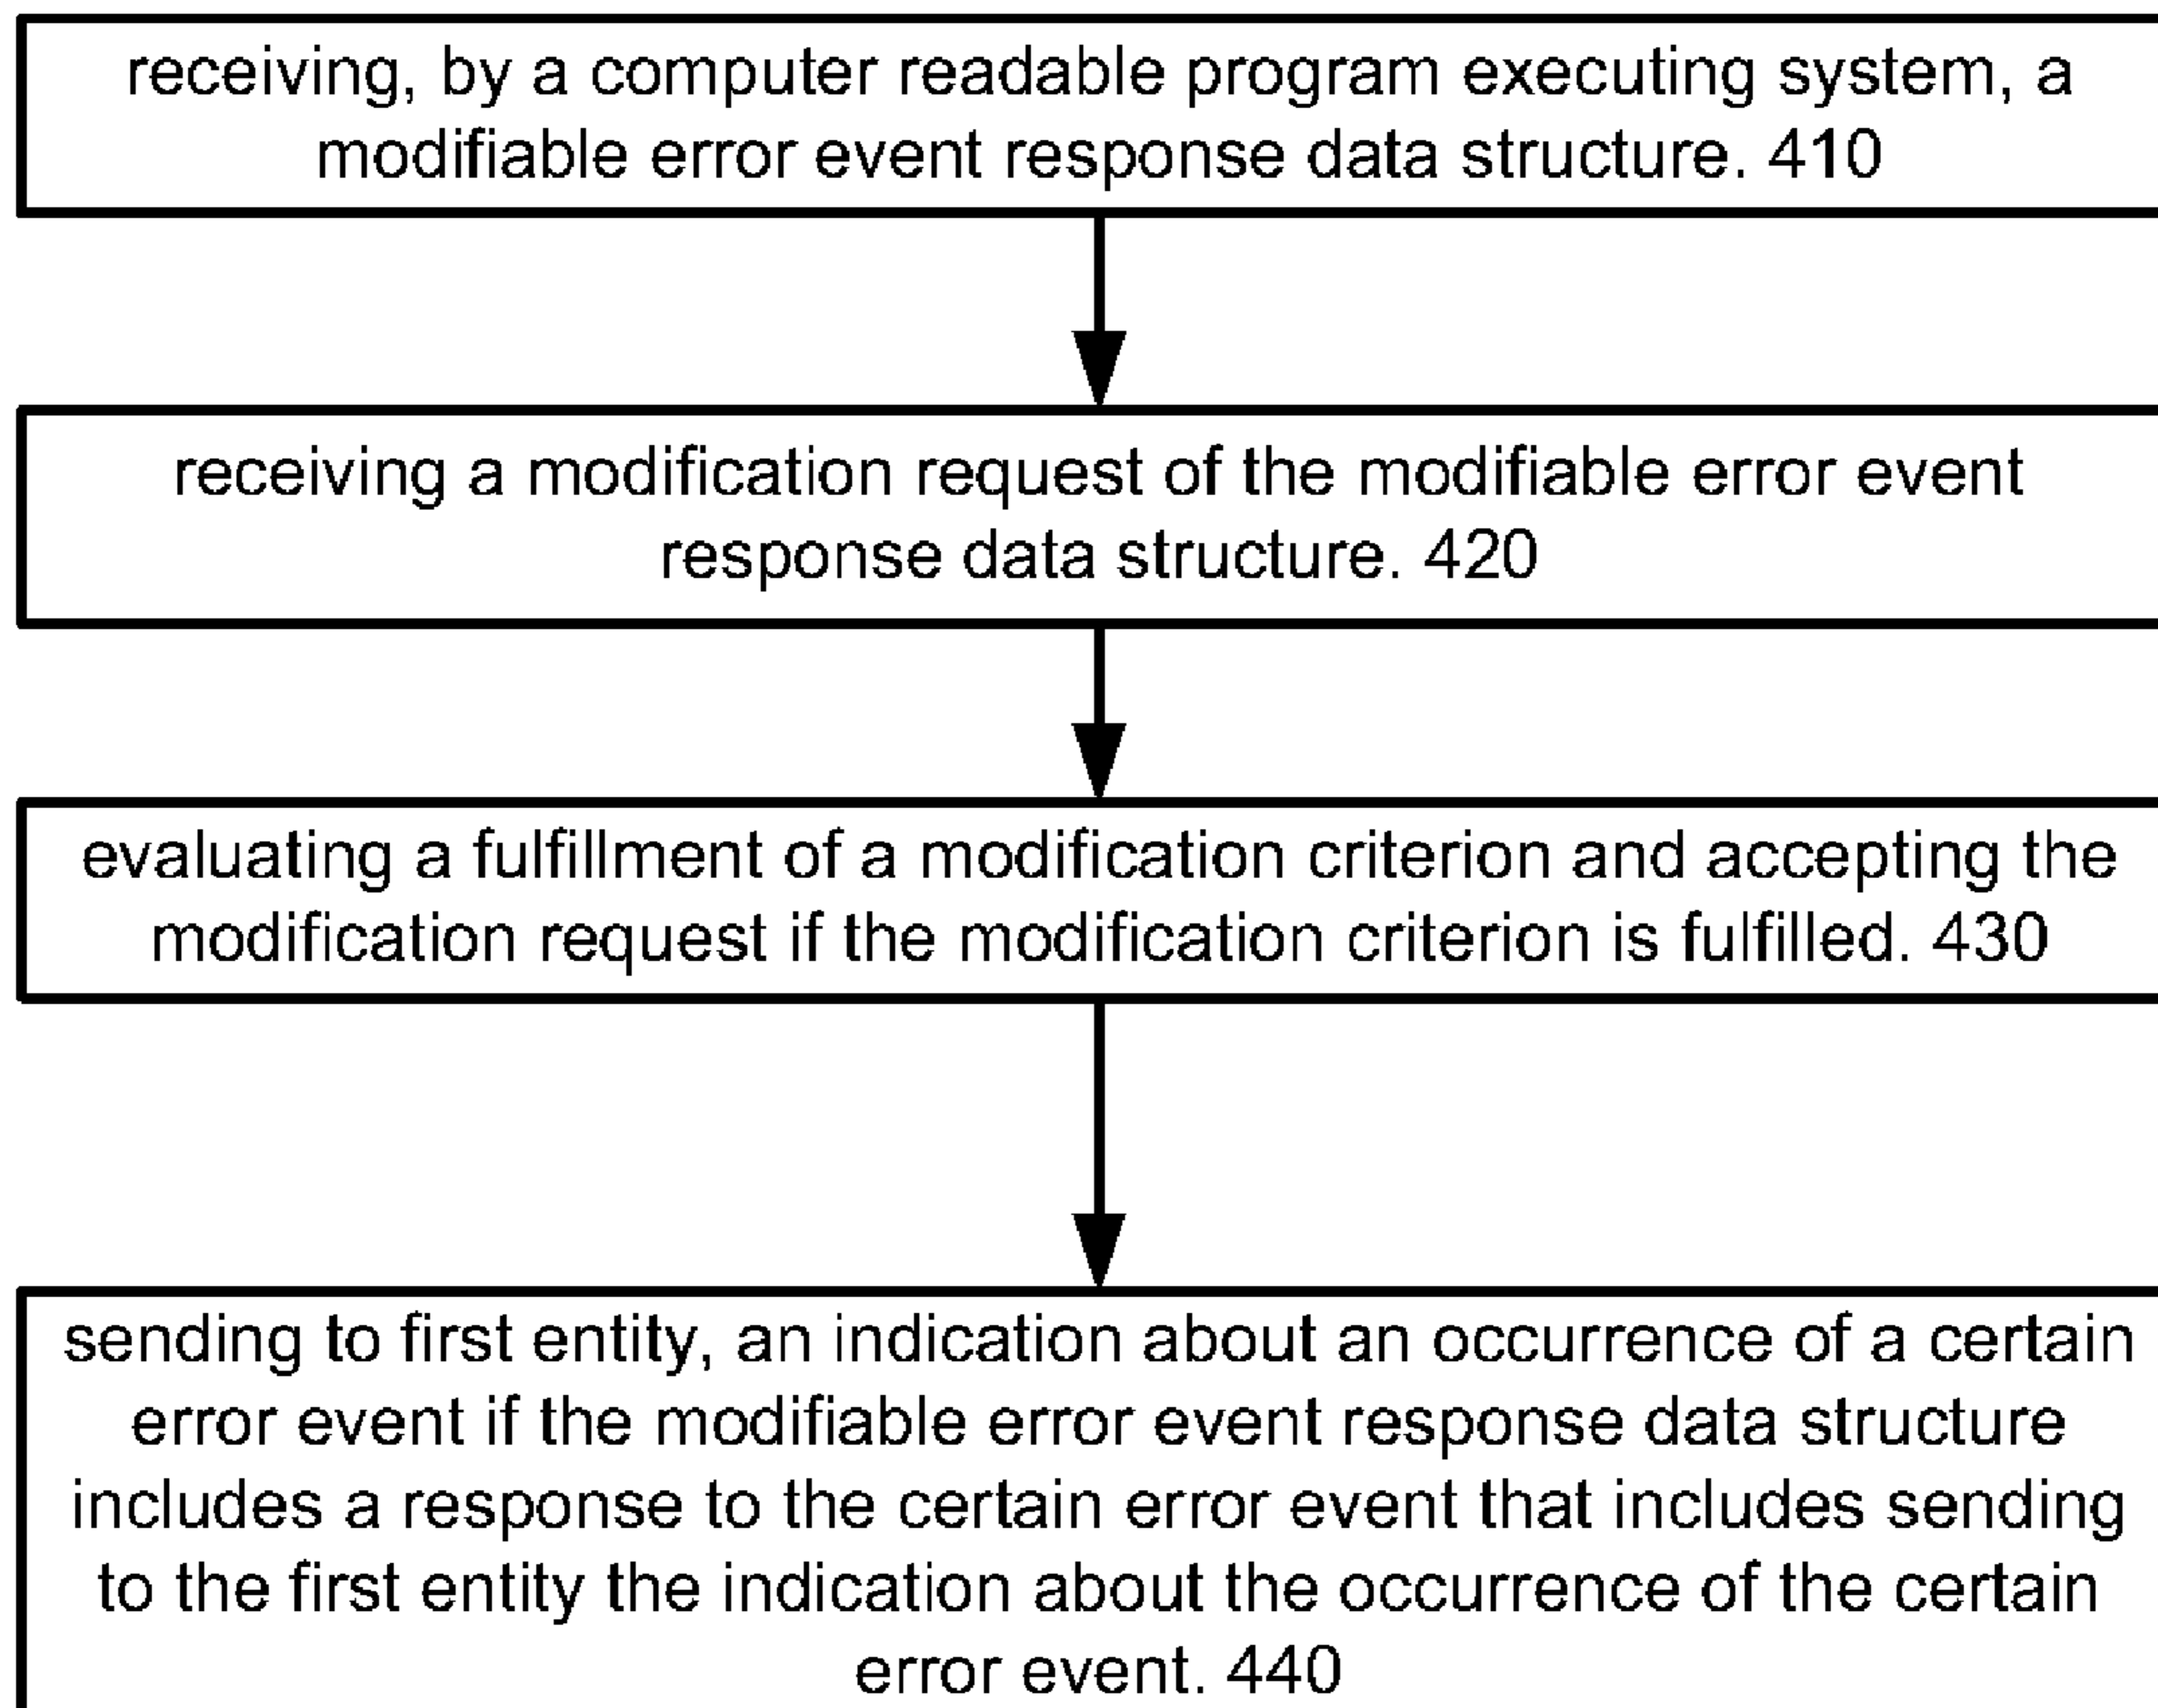 receiving, by a computer readable program executing system, a
modifiable error event response data structure. 410
receiving a modification request of the modifiable error event
response data structure. 420
evaluating a fulfillment of a modification criterion and accepting the
modification request if the modification criterion is fulfilled. 430
sending to first entity, an indication about an occurrence of a certain
error event if the modifiable error event response data structure
includes a response to the certain error event that includes sending
to the first entity the indication about the occurrence of the certain
error event. 440